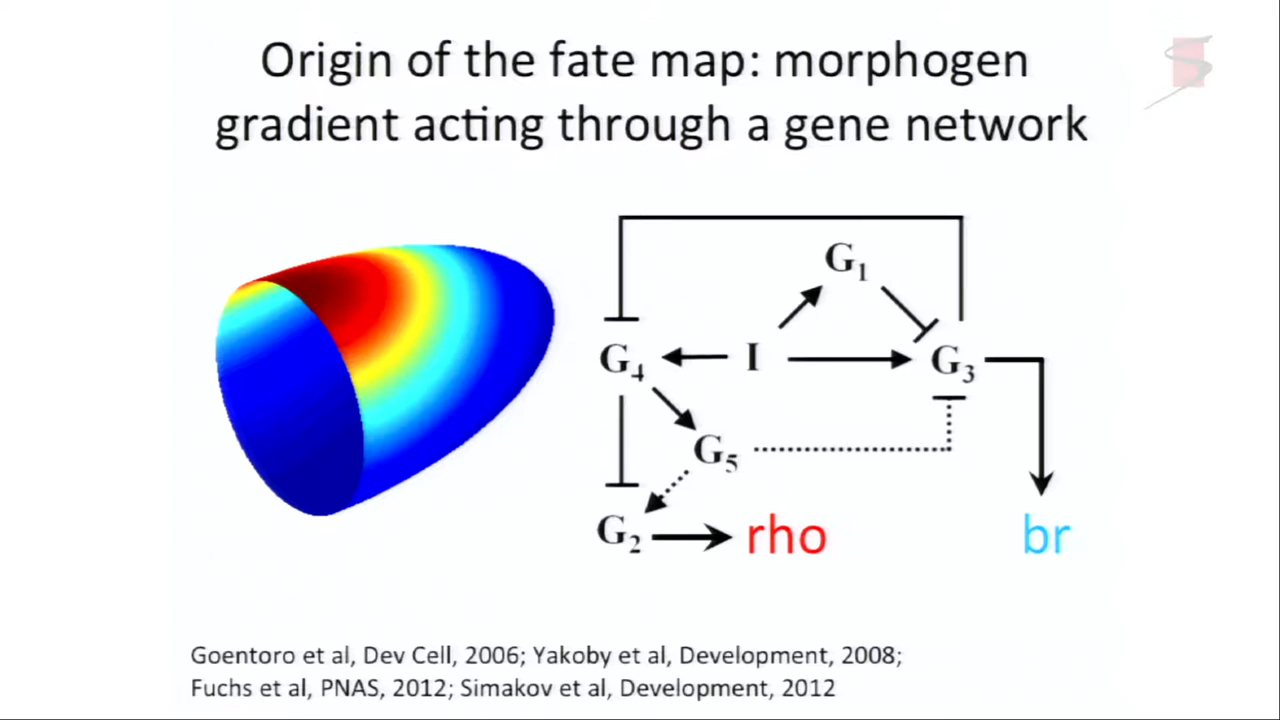 Origin of the fate map: morphogen
gradient acting through a gene network
G1
G4
I
G3
G5
G2
rho
br
Goentoro et al, Dev Cell, 2006; Yakoby et al, Development, 2008;
Fuchs et al, PNAS, 2012; Simakov et al, Development, 2012